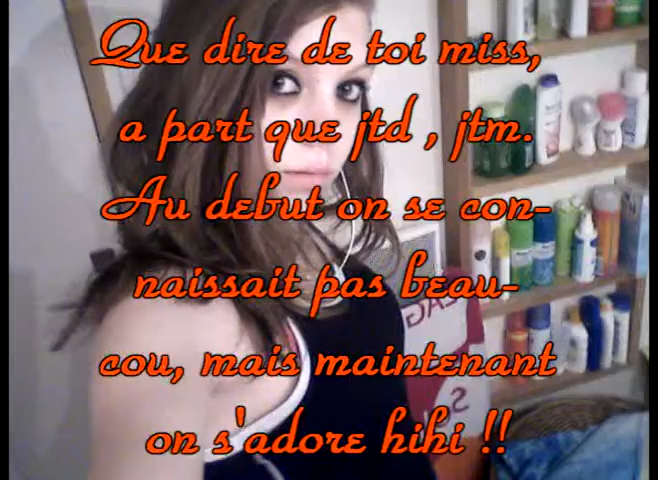 Que dire de toi miss,
a part que jtd , jtm.
Au debut on se con-
naissait pas beau-
cou, mais maintenant
on s'adore hihi !!